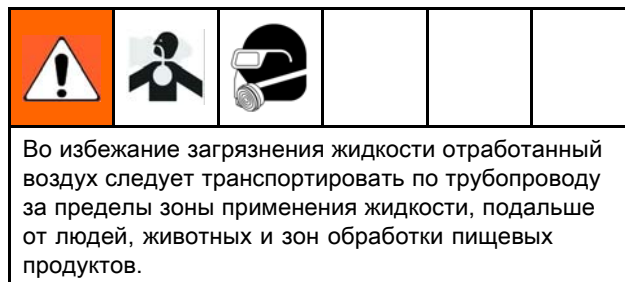 Во избежание загрязнения жидкости отработанный
воздух следует транспортировать по трубопроводу
за пределы зоны применения жидкости, подальше
от людей, животных и зон обработки пищевых
продуктов.